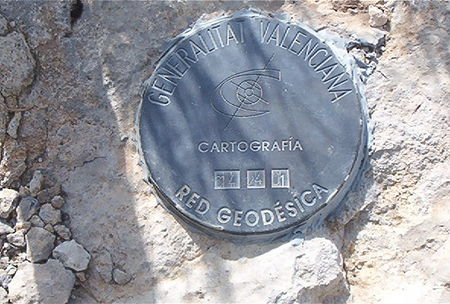 GENERALITAT VALENCIANA
CARTOGRAFÍA
RED GEODÉSICA